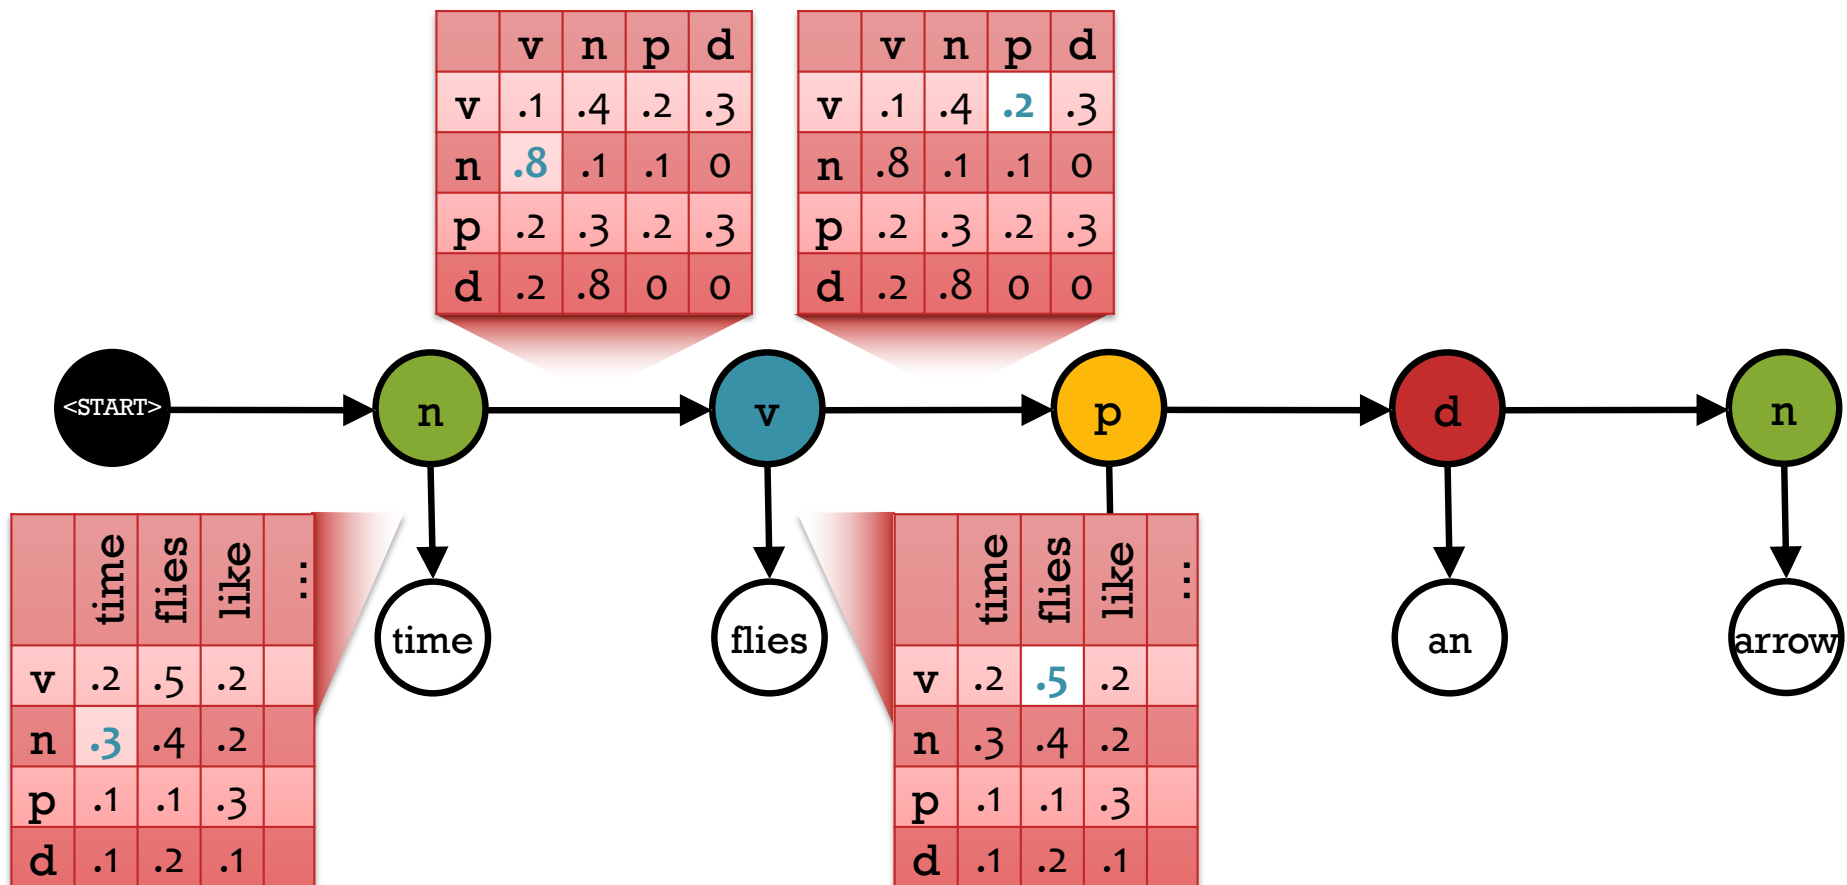 v n p d
v .1 .4 .2 .3
n .8 .1 .1 0
p .2 .3 .2 .3
d .2 .8 0 0
v n p d
v .1 .4 .2 .3
n .8 .1 .1 0
p .2 .3 .2 .3
d .2 .8 0 0
<START> n v p d n
time flies like ...
v .2 .5 .2
n .3 .4 .2
p .1 .1 .3
d .1 .2 .1
time flies
time flies like ...
v .2 .5 .2
n .3 .4 .2
p .1 .1 .3
d .1 .2 .1
an arrow